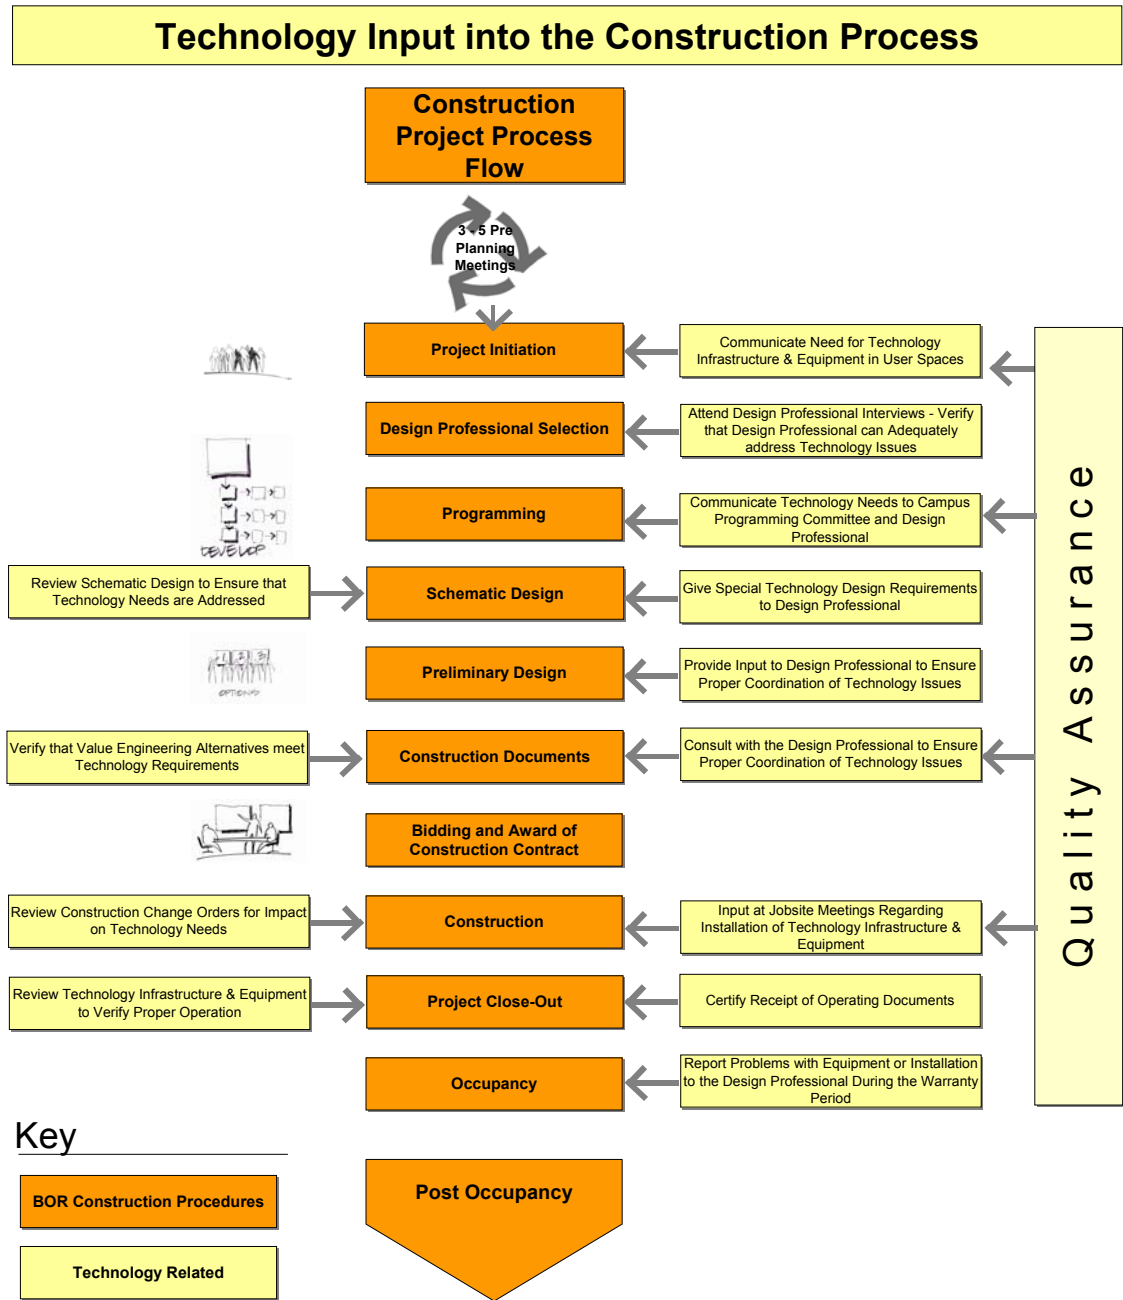 Technology Input into the Construction Process
Construction
Project Process
Flow
3 - 5 Pre
Planning
Meetings
Project Initiation
Communicate Need for Technology
Infrastructure & Equipment in User Spaces
Design Professional Selection
Attend Design Professional Interviews - Verify
that Design Professional can Adequately
address Technology Issues
DEVELOP
Programming
Communicate Technology Needs to Campus
Programming Committee and Design
Professional
Review Schematic Design to Ensure that
Technology Needs are Addressed
Schematic Design
Give Special Technology Design Requirements
to Design Professional
1 2 3
OPTIONS
Preliminary Design
Provide Input to Design Professional to Ensure
Proper Coordination of Technology Issues
Verify that Value Engineering Alternatives meet
Technology Requirements
Construction Documents
Consult with the Design Professional to Ensure
Proper Coordination of Technology Issues
Bidding and Award of
Construction Contract
Review Construction Change Orders for Impact
on Technology Needs
Construction
Input at Jobsite Meetings Regarding
Installation of Technology Infrastructure &
Equipment
Review Technology Infrastructure & Equipment
to Verify Proper Operation
Project Close-Out
Certify Receipt of Operating Documents
Occupancy
Report Problems with Equipment or Installation
to the Design Professional During the Warranty
Period
Quality Assurance
Post Occupancy
Key
BOR Construction Procedures
Technology Related